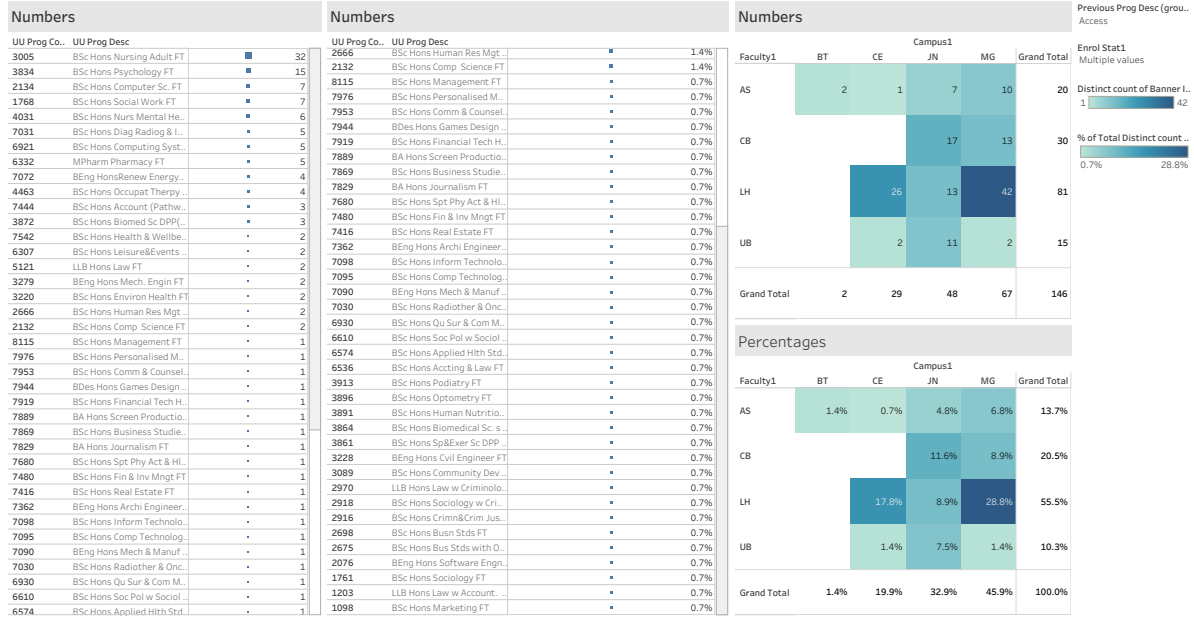 Numbers
UU Prog Co.. UU Prog Desc
3005 BSc Hons Nursing Adult FT 32
3834 BSc Hons Psychology FT 15
2134 BSc Hons Computer Sc. FT 7
1768 BSc Hons Social Work FT 7
4031 BSc Hons Nurs Mental He.. 6
7031 BSc Hons Diag Radiog & I.. 5
6921 BSc Hons Computing Syst.. 5
6332 MPharm Pharmacy FT 5
7072 BEng HonsRenew Energy.. 4
4463 BSc Hons Occupat Therpy .. 4
7444 BSc Hons Account (Pathw.. 3
3872 BSc Hons Biomed Sc DPP(.. 3
7542 BSc Hons Health & Wellbe.. 2
6307 BSc Hons Leisure&Events .. 2
5121 LLB Hons Law FT 2
3279 BEng Hons Mech. Engin FT 2
3220 BSc Hons Environ Health FT 2
2666 BSc Hons Human Res Mgt .. 2
2132 BSc Hons Comp Science FT 2
8115 BSc Hons Management FT 1
7976 BSc Hons Personalised M.. 1
7953 BSc Hons Comm & Counsel.. 1
7944 BDes Hons Games Design .. 1
7919 BSc Hons Financial Tech H.. 1
7889 BA Hons Screen Productio.. 1
7869 BSc Hons Business Studie.. 1
7829 BA Hons Journalism FT 1
7680 BSc Hons Spt Phy Act & Hl.. 1
7480 BSc Hons Fin & Inv Mngt FT 1
7416 BSc Hons Real Estate FT 1
7362 BEng Hons Archi Engineer.. 1
7098 BSc Hons Inform Technolo.. 1
7095 BSc Hons Comp Technolog.. 1
7090 BEng Hons Mech & Manuf .. 1
7030 BSc Hons Radiother & Onc.. 1
6930 BSc Hons Qu Sur & Com M.. 1
6610 BSc Hons Soc Pol w Sociol .. 1
6574 BSc Hons Applied Hlth Std.. 1
Numbers
UU Prog Co.. UU Prog Desc
2666 BSc Hons Human Res Mgt .. 1.4%
2132 BSc Hons Comp Science FT 1.4%
8115 BSc Hons Management FT 0.7%
7976 BSc Hons Personalised M.. 0.7%
7953 BSc Hons Comm & Counsel.. 0.7%
7944 BDes Hons Games Design .. 0.7%
7919 BSc Hons Financial Tech H.. 0.7%
7889 BA Hons Screen Productio.. 0.7%
7869 BSc Hons Business Studie.. 0.7%
7829 BA Hons Journalism FT 0.7%
7680 BSc Hons Spt Phy Act & Hl.. 0.7%
7480 BSc Hons Fin & Inv Mngt FT 0.7%
7416 BSc Hons Real Estate FT 0.7%
7362 BEng Hons Archi Engineer.. 0.7%
7098 BSc Hons Inform Technolo.. 0.7%
7095 BSc Hons Comp Technolog.. 0.7%
7090 BEng Hons Mech & Manuf .. 0.7%
7030 BSc Hons Radiother & Onc.. 0.7%
6930 BSc Hons Qu Sur & Com M.. 0.7%
6610 BSc Hons Soc Pol w Sociol .. 0.7%
6574 BSc Hons Applied Hlth Std.. 0.7%
6536 BSc Hons Accting & Law FT 0.7%
3913 BSc Hons Podiatry FT 0.7%
3896 BSc Hons Optometry FT 0.7%
3891 BSc Hons Human Nutritio.. 0.7%
3864 BSc Hons Biomedical Sc. s .. 0.7%
3861 BSc Hons Sp&Exer Sc DPP .. 0.7%
3228 BEng Hons Cvil Engineer FT 0.7%
3089 BSc Hons Community Dev .. 0.7%
2970 LLB Hons Law w Criminolo.. 0.7%
2918 BSc Hons Sociology w Cri.. 0.7%
2916 BSc Hons Crimn&Crim Jus.. 0.7%
2698 BSc Hons Busn Stds FT 0.7%
2675 BSc Hons Bus Stds with O.. 0.7%
2076 BEng Hons Software Engn.. 0.7%
1761 BSc Hons Sociology FT 0.7%
1203 LLB Hons Law w Account. .. 0.7%
1098 BSc Hons Marketing FT 0.7%
Numbers
Campus1
Faculty1 BT CE JN MG Grand Total
AS 2 1 7 10 20
CB 17 13 30
LH 26 13 42 81
UB 2 11 2 15
Grand Total 2 29 48 67 146
Percentages
Campus1
Faculty1 BT CE JN MG Grand Total
AS 1.4% 0.7% 4.8% 6.8% 13.7%
CB 11.6% 8.9% 20.5%
LH 17.8% 8.9% 28.8% 55.5%
UB 1.4% 7.5% 1.4% 10.3%
Grand Total 1.4% 19.9% 32.9% 45.9% 100.0%
Previous Prog Desc (grou..
Access
Enrol Stat1
Multiple values
Distinct count of Banner I..
1 42
% of Total Distinct count ..
0.7% 28.8%